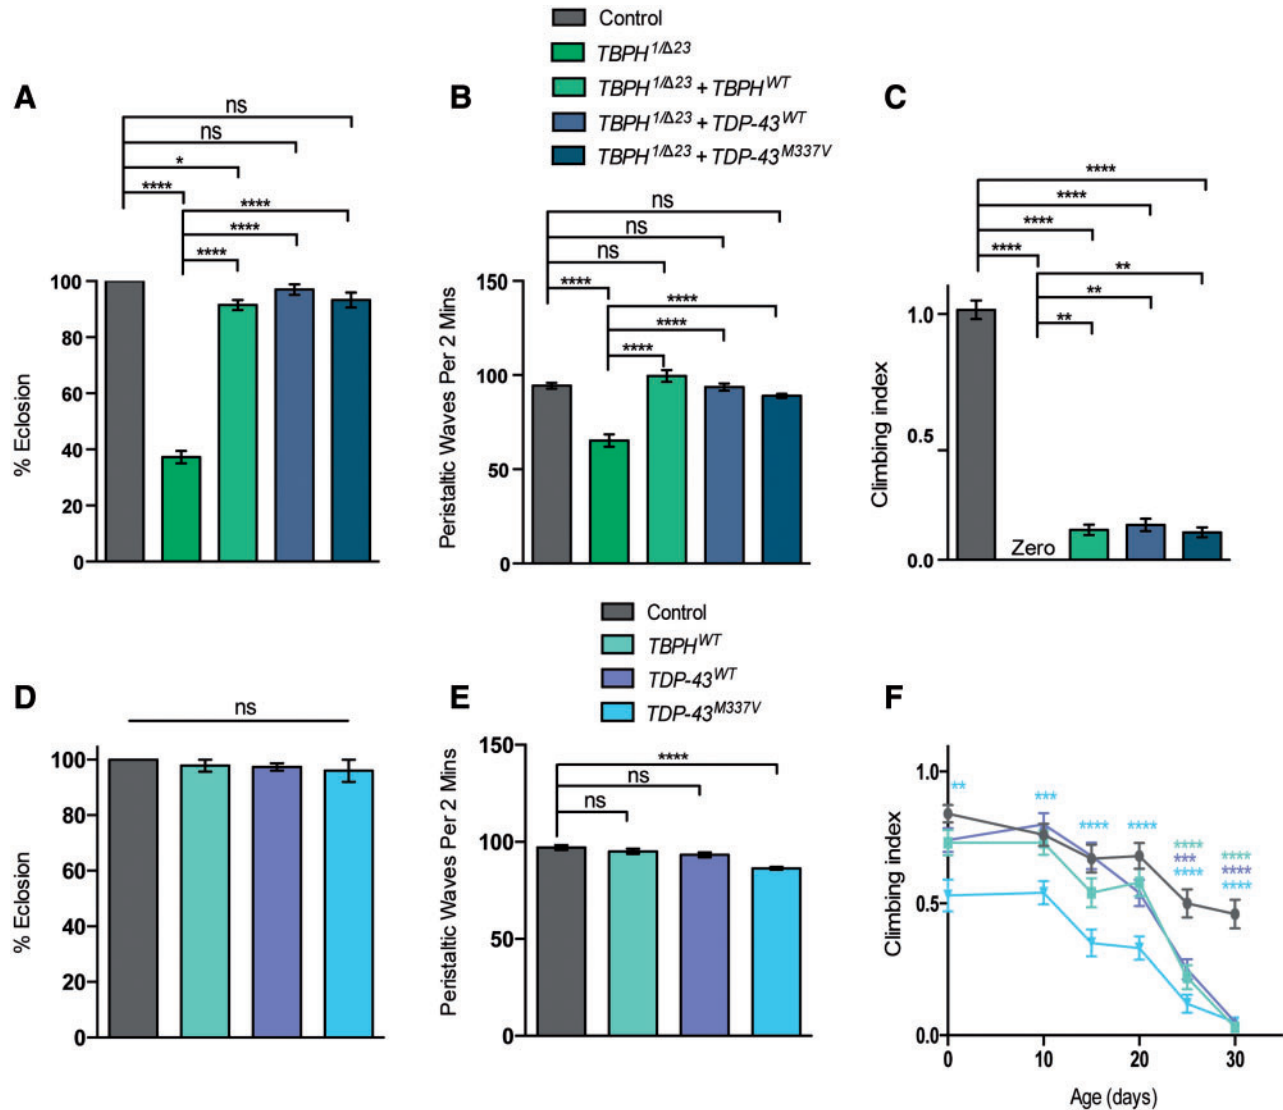 Control
TBPH1/Δ23
TBPH1/Δ23 + TBPHWT
TBPH1/Δ23 + TDP-43WT
TBPH1/Δ23 + TDP-43M337V
A
ns
ns
*
****
****
****
****
% Eclosion
100
80
60
40
20
0
B
ns
ns
ns
****
****
****
****
Peristaltic Waves Per 2 Mins
150
100
50
0
C
****
****
****
****
**
**
**
Climbing index
1.0
0.5
0.0
Zero
Control
TBPHWT
TDP-43WT
TDP-43M337V
D
ns
% Eclosion
100
80
60
40
20
0
E
****
ns
ns
Peristaltic Waves Per 2 Mins
150
100
50
0
F
**
***
****
****
****
***
****
****
****
****
Climbing index
1.0
0.5
0.0
0 10 20 30
Age (days)